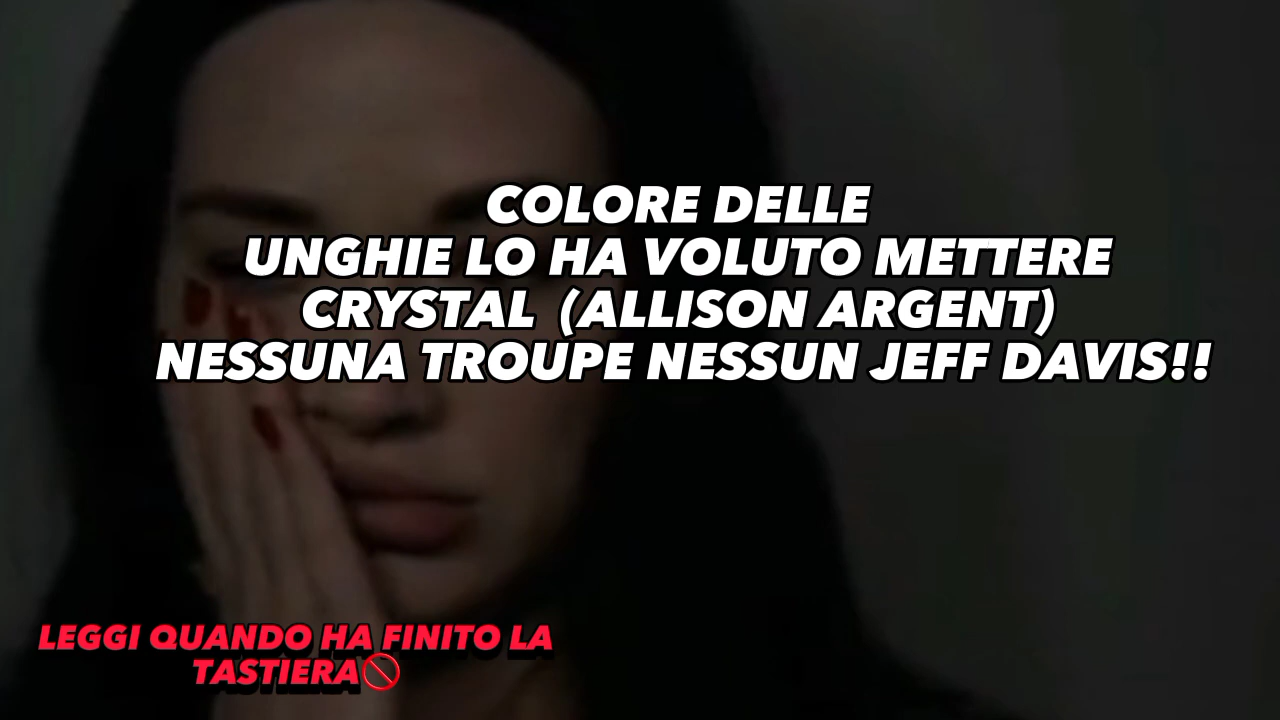 COLORE DELLE
UNGHIE LO HA VOLUTO METTERE
CRYSTAL (ALLISON ARGENT)
NESSUNA TROUPE NESSUN JEFF DAVIS!!
LEGGI QUANDO HA FINITO LA
TASTIERA🚫